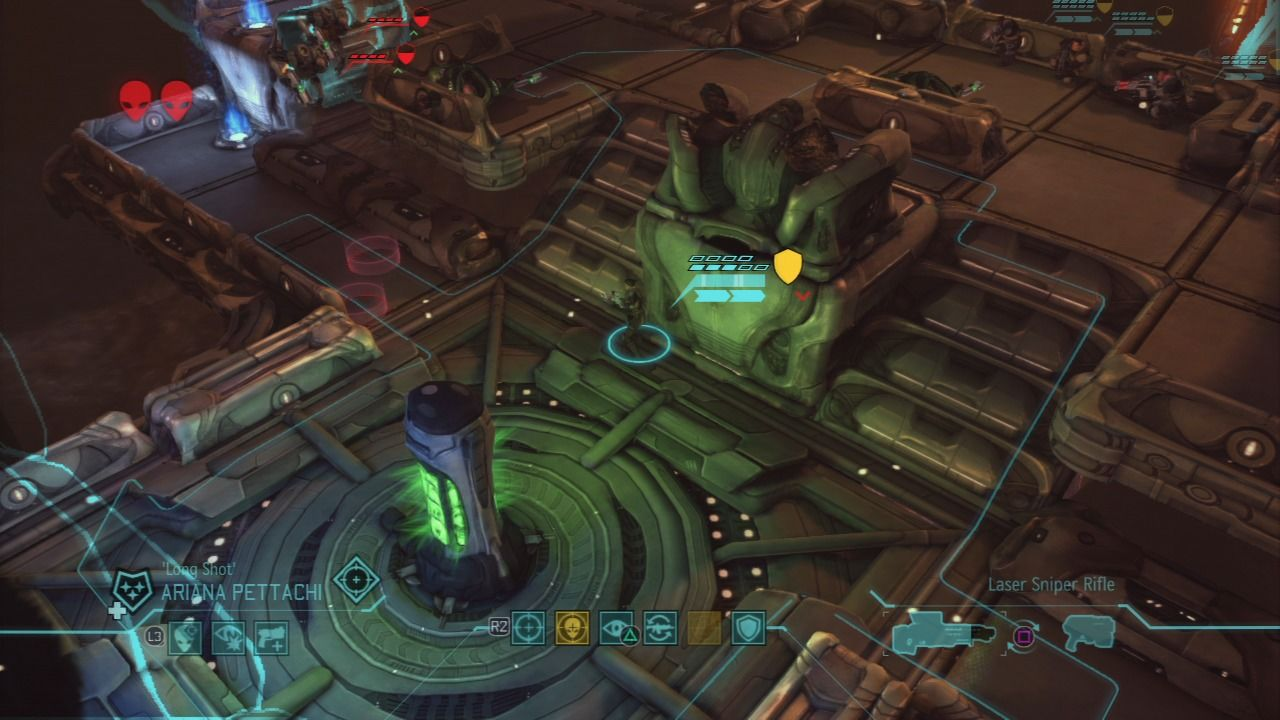 'Long Shot'
ARIANA PETTACHI
L3
R2
Laser Sniper Rifle